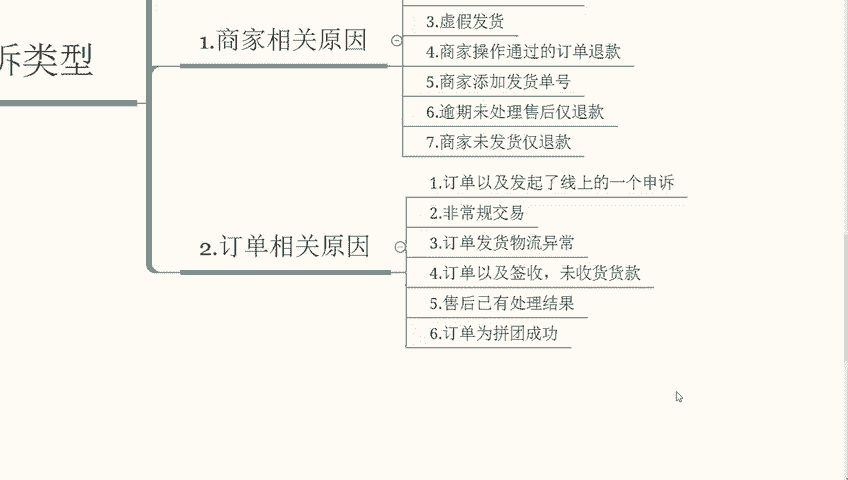 诉类型
1.商家相关原因
3.虚假发货
4.商家操作通过的订单退款
5.商家添加发货单号
6.逾期未处理售后仅退款
7.商家未发货仅退款
2.订单相关原因
1.订单以及发起了线上的一个申诉
2.非常规交易
3.订单发货物流异常
4.订单以及签收，未收货货款
5.售后已有处理结果
6.订单为拼团成功